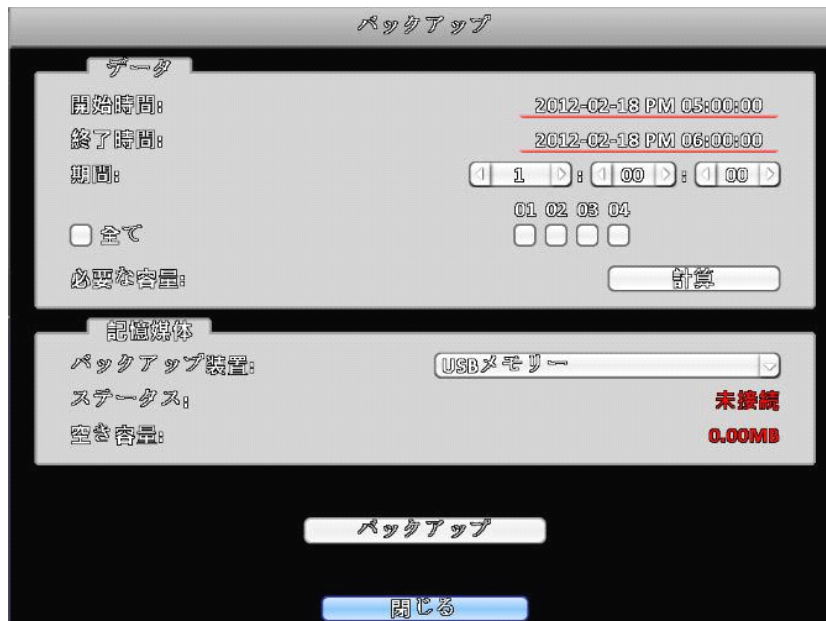 バックアップ
データ
開始時間: 2012-02-18 PM 05:00:00
終了時間: 2012-02-18 PM 06:00:00
期間: 1 : 00 : 00
01 02 03 04
全て
必要な容量: 計算
記憶媒体
バックアップ装置: USBメモリー
ステータス: 未接続
空き容量: 0.00MB
バックアップ
閉じる